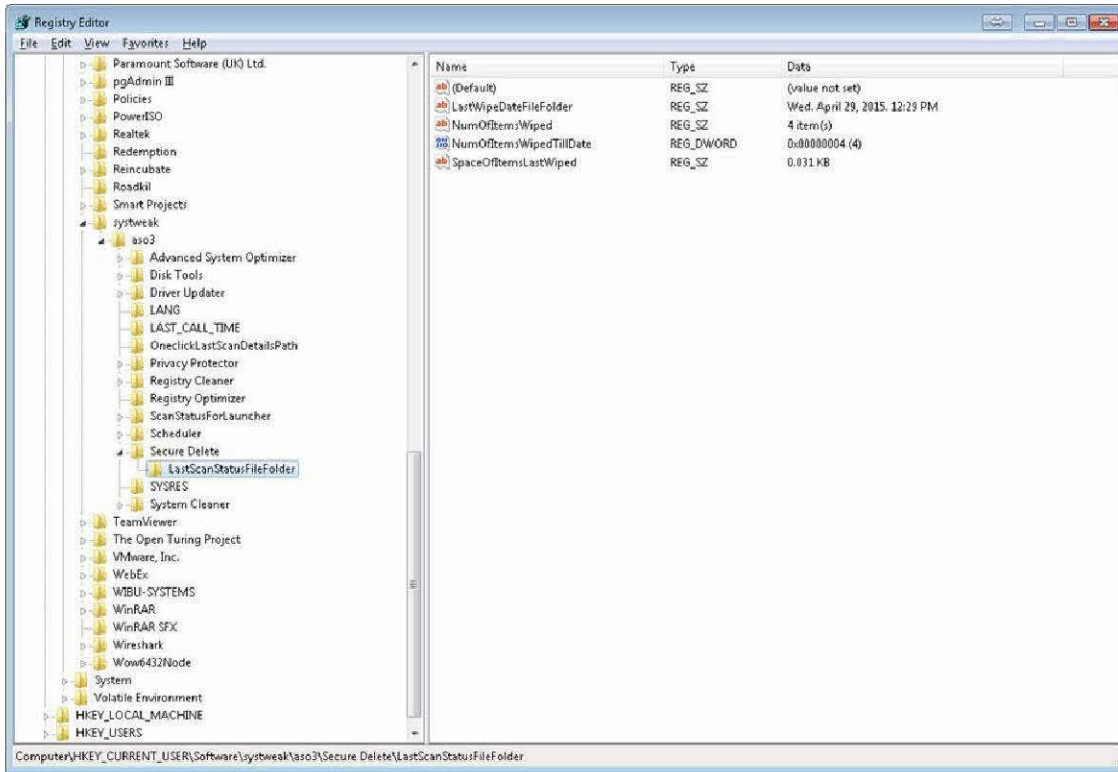 Registry Editor
File Edit View Favorites Help
Paramount Software (UK) Ltd.
pgAdmin III
Policies
PowerISO
Realtek
Redemption
Reincubate
Roadkil
Smart Projects
systweak
aso3
Advanced System Optimizer
Disk Tools
Driver Updater
LANG
LAST_CALL_TIME
OneclickLastScanDetailsPath
Privacy Protector
Registry Cleaner
Registry Optimizer
ScanStatusForLauncher
Scheduler
Secure Delete
LastScanStatusFileFolder
SYSRES
System Cleaner
TeamViewer
The Open Turing Project
VMware, Inc.
WebEx
WIBU-SYSTEMS
WinRAR
WinRAR SFX
Wireshark
Wow6432Node
System
Volatile Environment
HKEY_LOCAL_MACHINE
HKEY_USERS
Name Type Data
(Default) REG_SZ (value not set)
LastWipeDateFileFolder REG_SZ Wed. April 29, 2015. 12:29 PM
NumOfItemsWiped REG_SZ 4 item(s)
NumOfItemsWipedTillDate REG_DWORD 0x00000004 (4)
SpaceOfItemsLastWiped REG_SZ 0.031 KB
Computer\HKEY_CURRENT_USER\Software\systweak\aso3\Secure Delete\LastScanStatusFileFolder